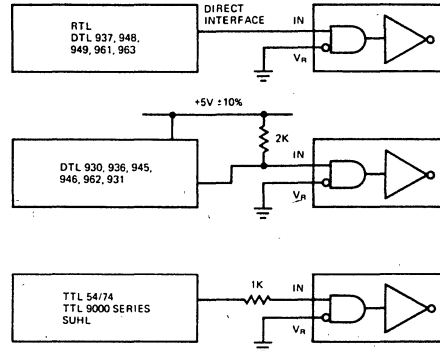 DIRECT
INTERFACE
RTL
DTL 937, 948,
949, 961, 963
IN
VR
+5V ±10%
2K
DTL 930, 936, 945,
946, 962, 931
IN
VR
1K
TTL 54/74
TTL 9000 SERIES
SUHL
IN
VR